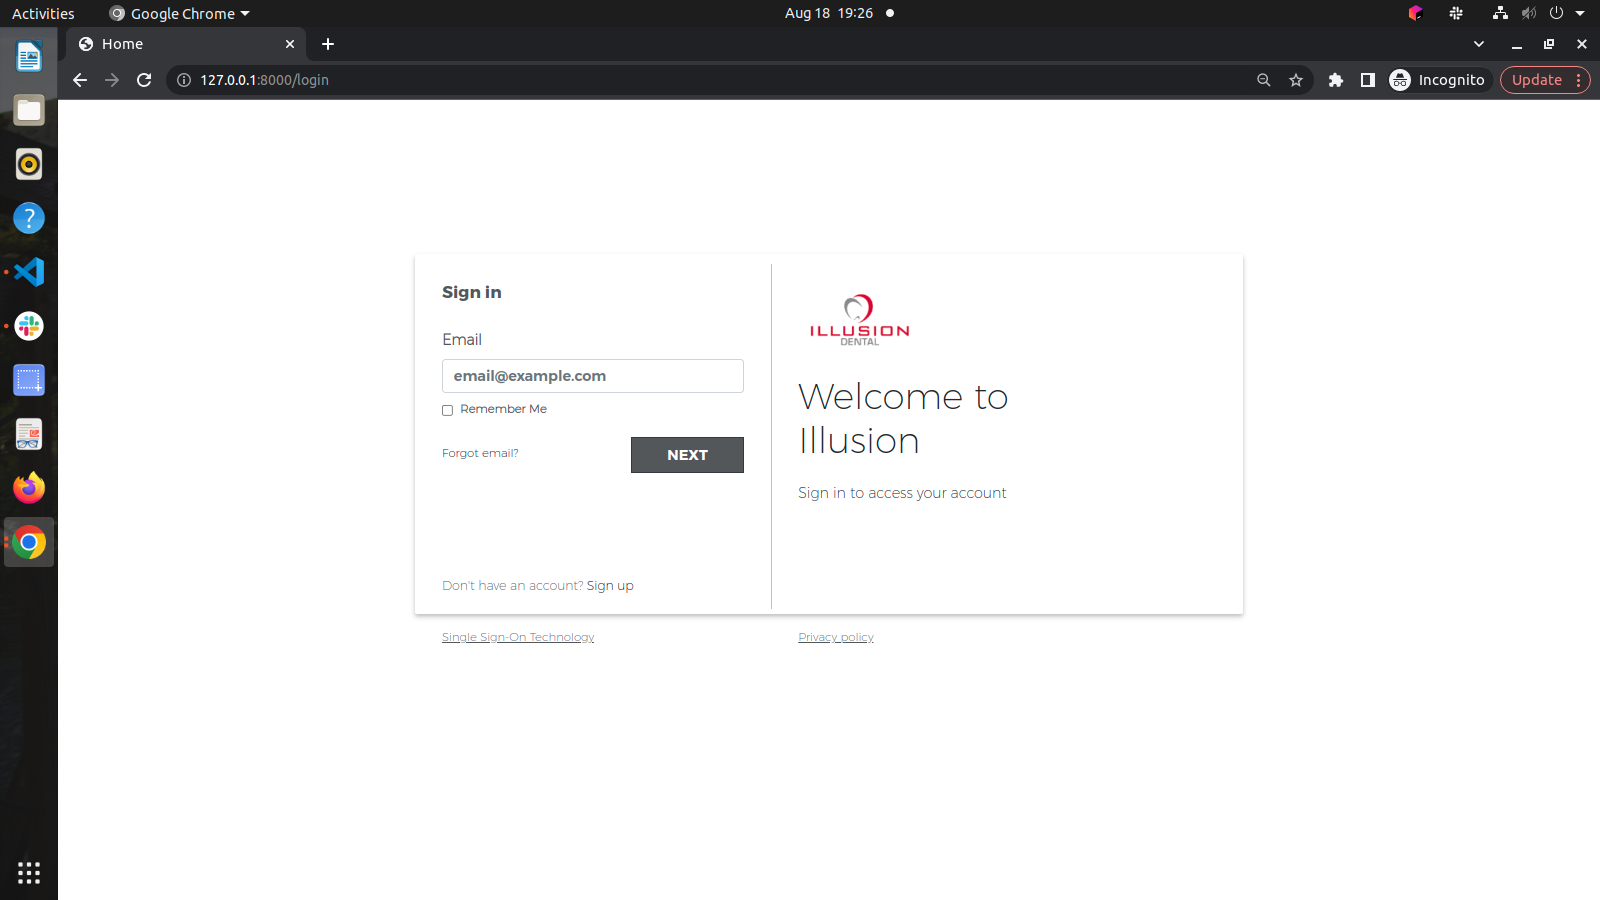 Activities
Google Chrome
Aug 18 19:26
Home
127.0.0.1:8000/login
Incognito
Update
Sign in
Email
email@example.com
Remember Me
Forgot email?
NEXT
Don't have an account? Sign up
ILLUSION
DENTAL
Welcome to
Illusion
Sign in to access your account
Single Sign-On Technology
Privacy policy